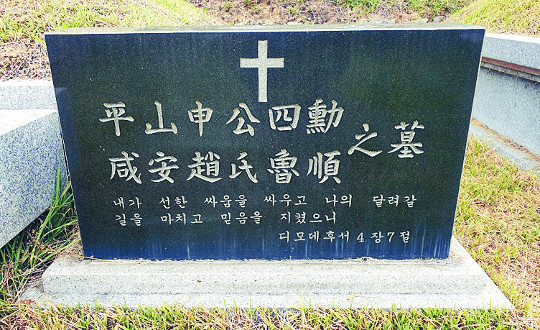 平山申公四勳
咸安趙氏魯順
之墓
내가 선한 싸움을 싸우고 나의 달려갈
길을 마치고 믿음을 지켰으니
디모데후서 4장7절